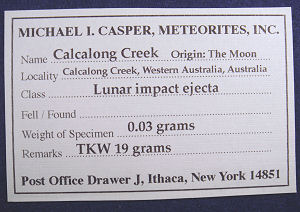 MICHAEL I. CASPER, METEORITES, INC.
Name Calcalong Creek Origin: The Moon
Locality Calcalong Creek, Western Australia, Australia
Class Lunar impact ejecta
Fell / Found
Weight of Specimen 0.03 grams
Remarks TKW 19 grams
Post Office Drawer J, Ithaca, New York 14851